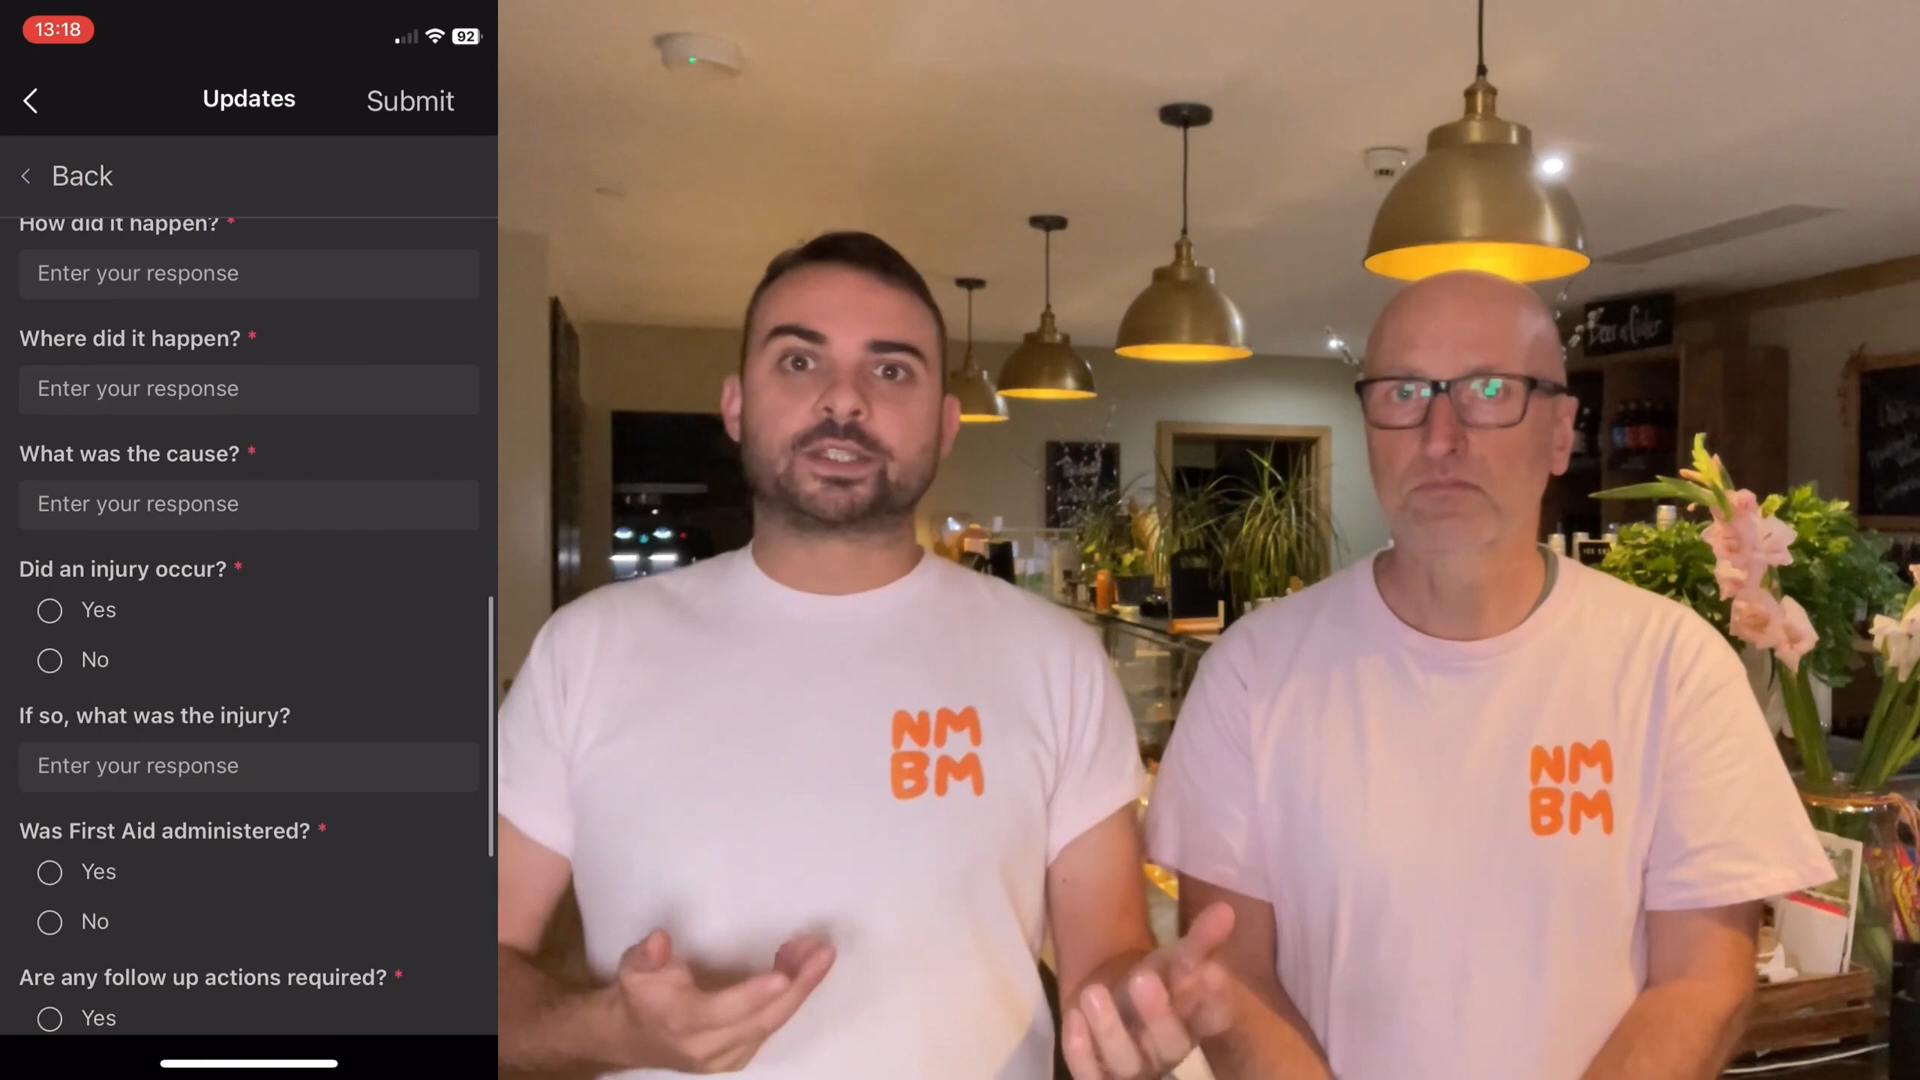 13:18
92
Updates
Submit
Back
How did it happen? *
Enter your response
Where did it happen? *
Enter your response
What was the cause? *
Enter your response
Did an injury occur? *
Yes
No
If so, what was the injury?
Enter your response
Was First Aid administered? *
Yes
No
Are any follow up actions required? *
Yes
NM
BM
NM
BM
Beer & Cider